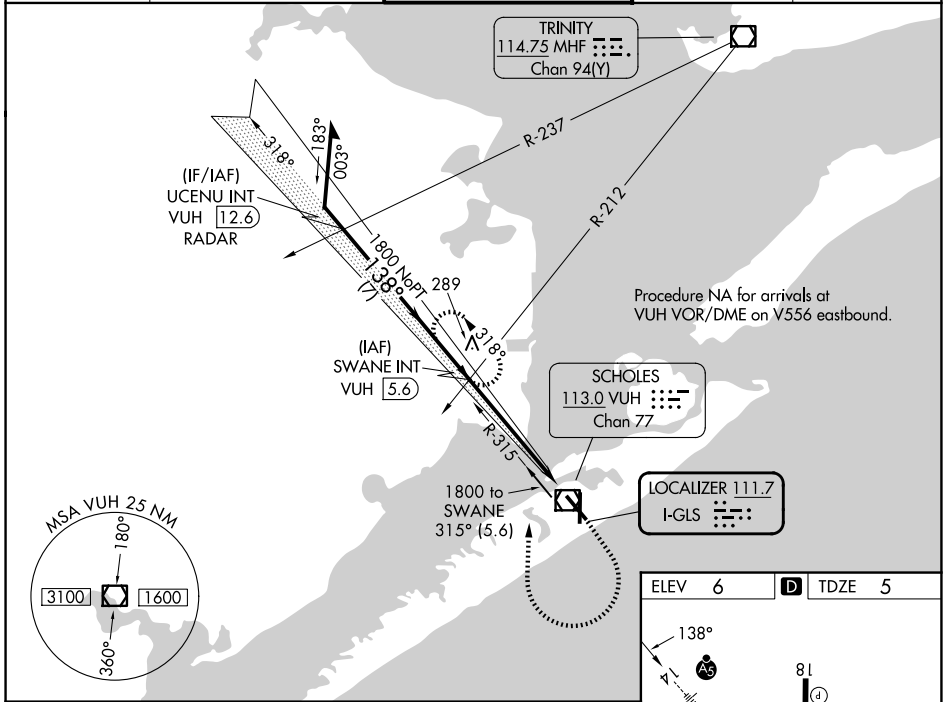 TRINITY
114.75 MHF
Chan 94(Y)
R-237
R-212
318°
183°
003°
(IF/IAF)
UCENU INT
VUH 12.6
RADAR
1800 NoPT
138°
(7)
289
318°
Procedure NA for arrivals at
VUH VOR/DME on V556 eastbound.
(IAF)
SWANE INT
VUH 5.6
SCHOLES
113.0 VUH
Chan 77
R-315
1800 to
SWANE
315° (5.6)
LOCALIZER 111.7
I-GLS
MSA VUH 25 NM
180°
3100
1600
360°
ELEV 6 D TDZE 5
138°
A5
14
18
P